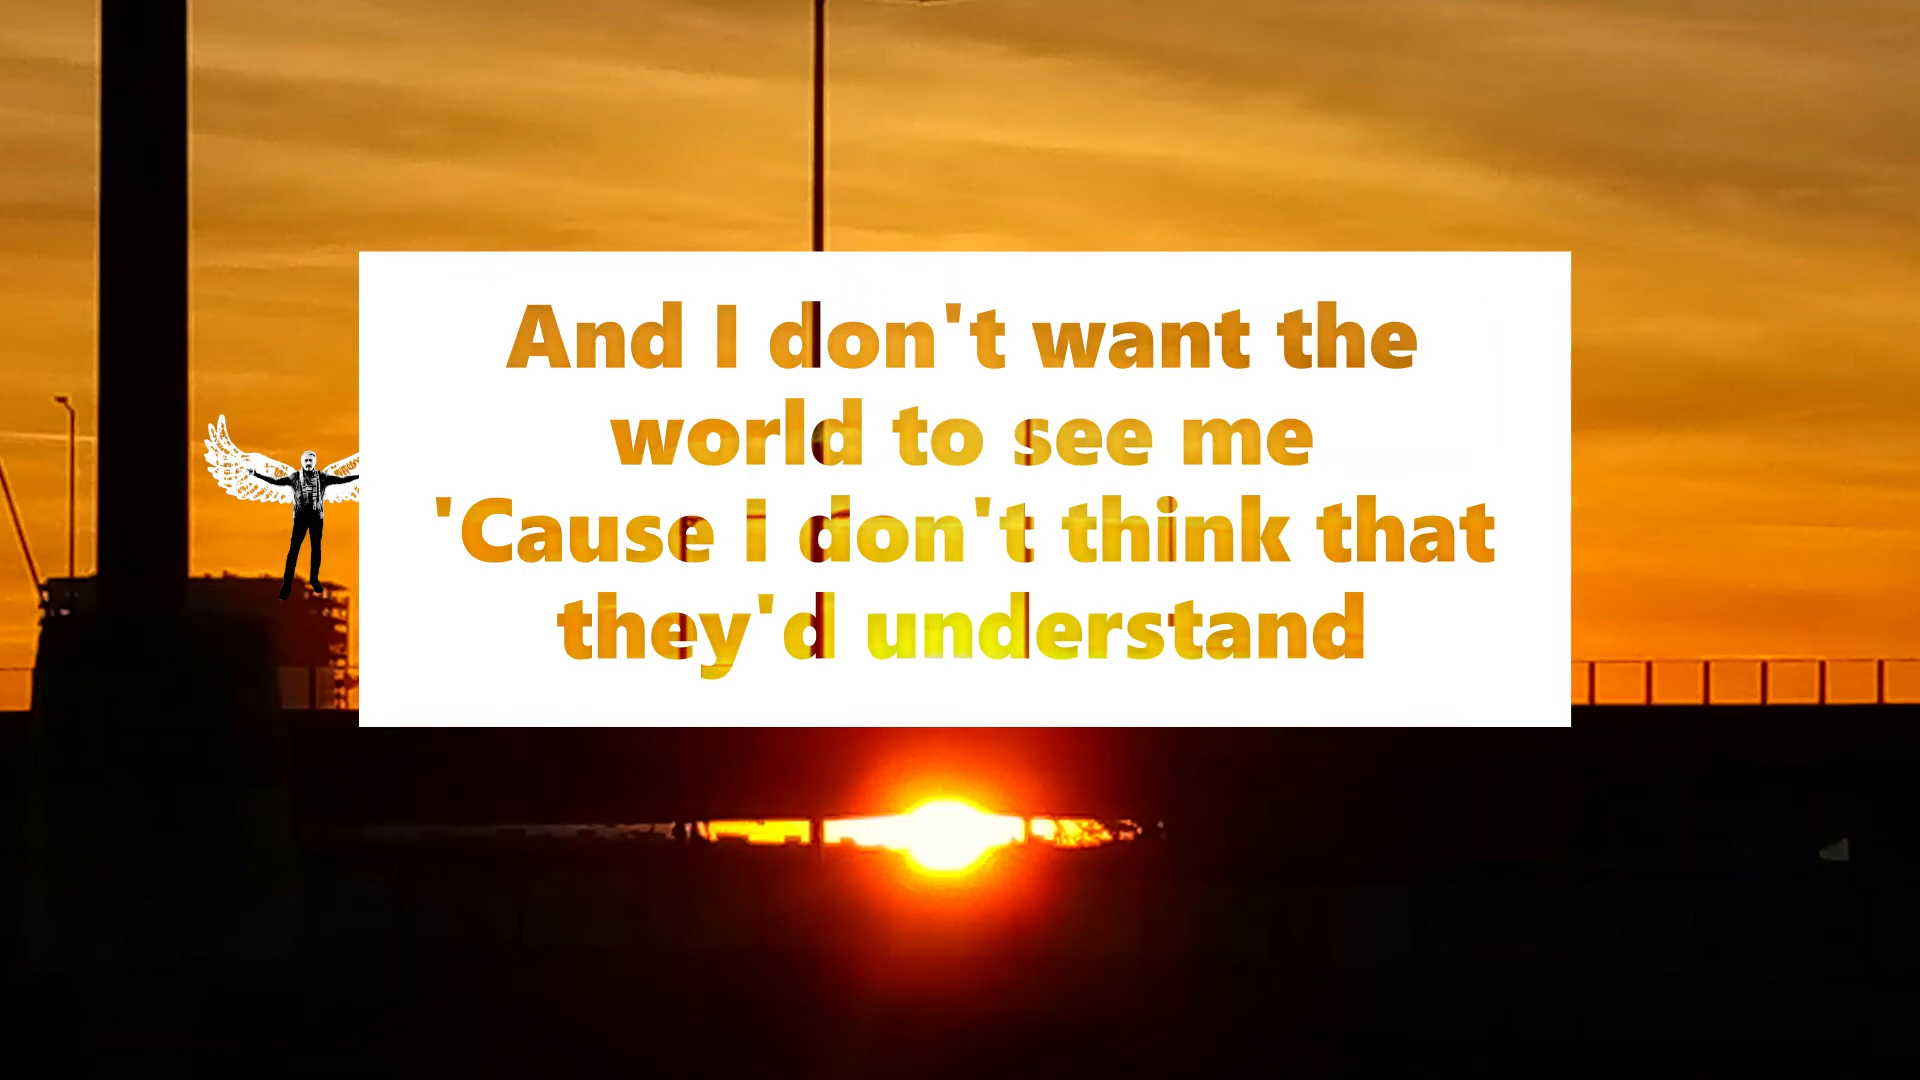 And I don't want the
world to see me
'Cause I don't think that
they'd understand